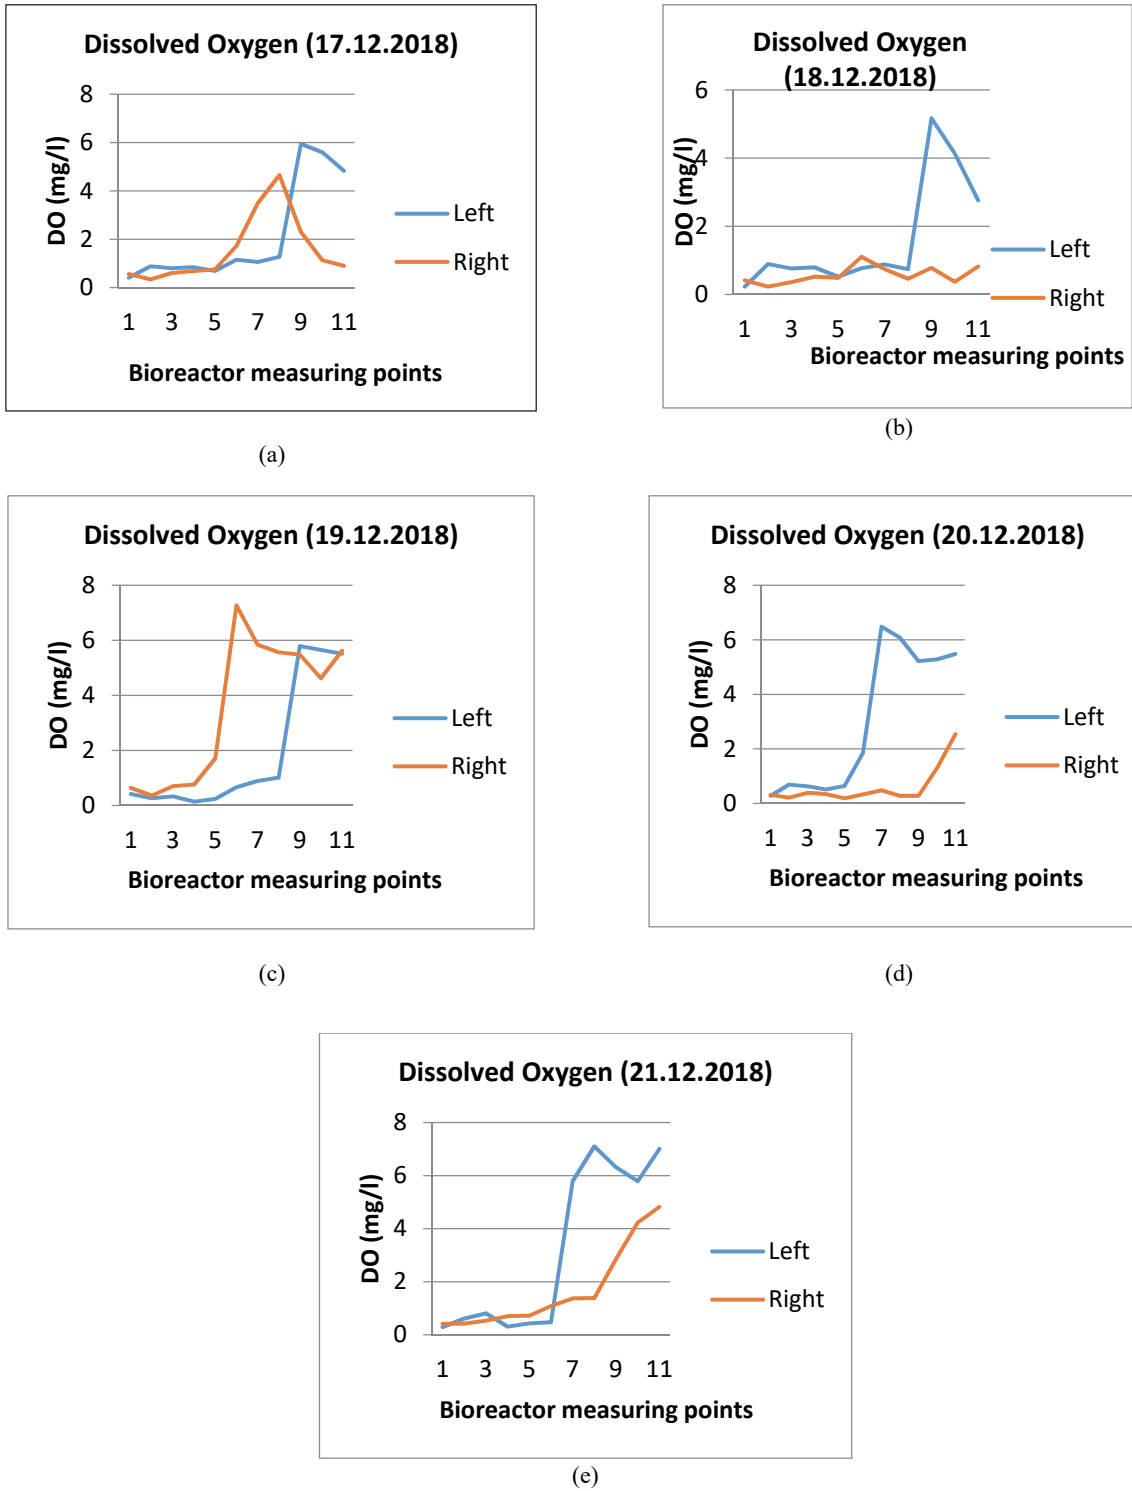 Dissolved Oxygen (17.12.2018)
8
6
4
2
0
DO (mg/l)
1 3 5 7 9 11
Bioreactor measuring points
Left
Right
(a)
Dissolved Oxygen
(18.12.2018)
6
4
2
0
DO (mg/l)
1 3 5 7 9 11
Bioreactor measuring points
Left
Right
(b)
Dissolved Oxygen (19.12.2018)
8
6
4
2
0
DO (mg/l)
1 3 5 7 9 11
Bioreactor measuring points
Left
Right
(c)
Dissolved Oxygen (20.12.2018)
8
6
4
2
0
DO (mg/l)
1 3 5 7 9 11
Bioreactor measuring points
Left
Right
(d)
Dissolved Oxygen (21.12.2018)
8
6
4
2
0
DO (mg/l)
1 3 5 7 9 11
Bioreactor measuring points
Left
Right
(e)